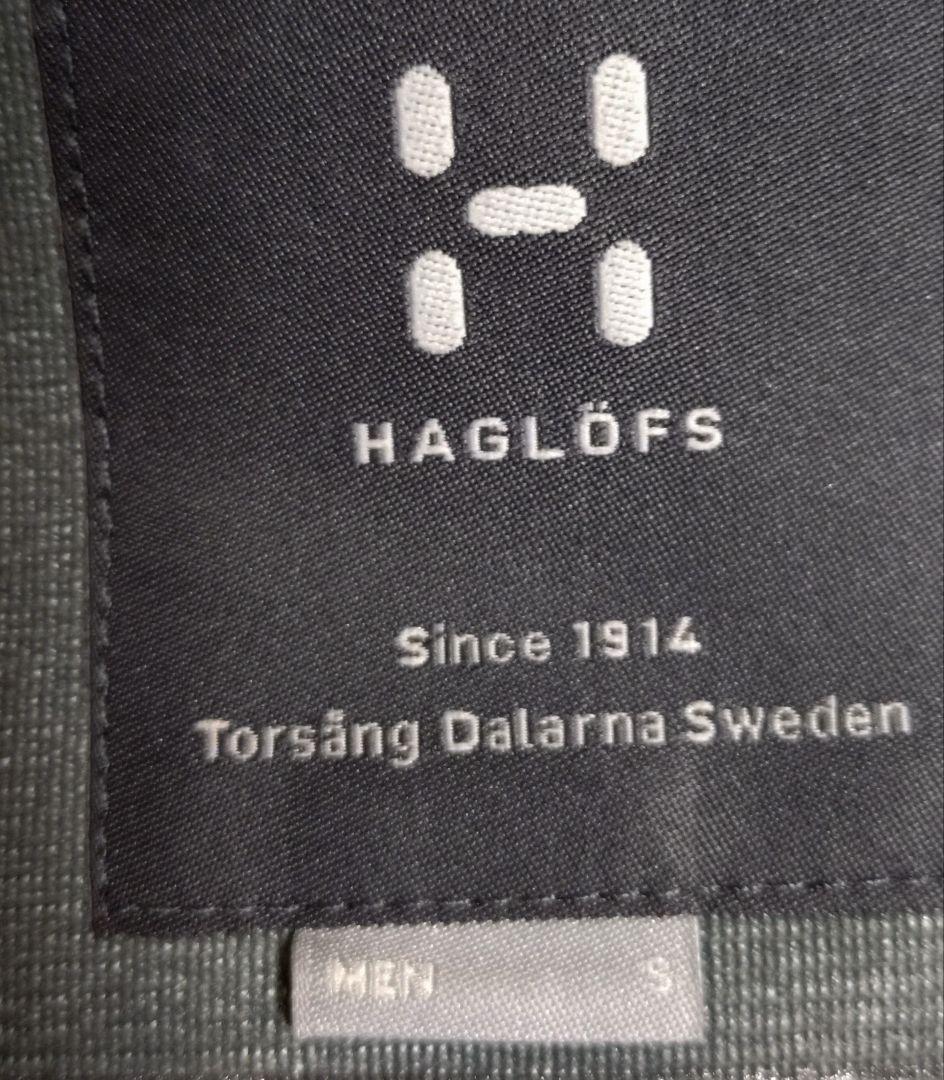 HAGLÖFS
Since 1914
Torsång Dalarna Sweden
MEN S